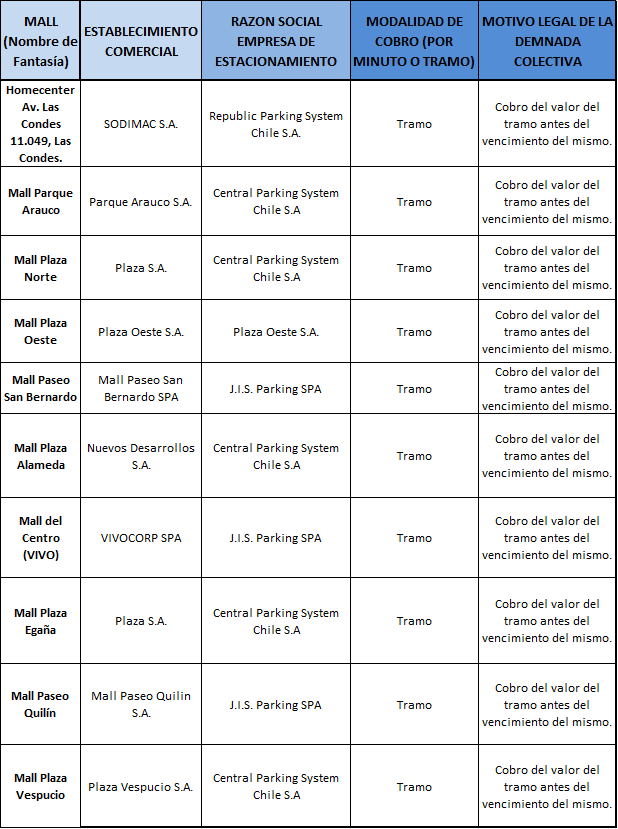 MALL
(Nombre de
Fantasía)
ESTABLECIMIENTO
COMERCIAL
RAZON SOCIAL
EMPRESA DE
ESTACIONAMIENTO
MODALIDAD DE
COBRO (POR
MINUTO O TRAMO)
MOTIVO LEGAL DE LA
DEMNADA
COLECTIVA
Homecenter
Av. Las
Condes
11.049, Las
Condes.
SODIMAC S.A.
Republic Parking System
Chile S.A.
Tramo
Cobro del valor del
tramo antes del
vencimiento del mismo.
Mall Parque
Arauco
Parque Arauco S.A.
Central Parking System
Chile S.A
Tramo
Cobro del valor del
tramo antes del
vencimiento del mismo.
Mall Plaza
Norte
Plaza S.A.
Central Parking System
Chile S.A
Tramo
Cobro del valor del
tramo antes del
vencimiento del mismo.
Mall Plaza
Oeste
Plaza Oeste S.A.
Plaza Oeste S.A.
Tramo
Cobro del valor del
tramo antes del
vencimiento del mismo.
Mall Paseo
San Bernardo
Mall Paseo San
Bernardo SPA
J.I.S. Parking SPA
Tramo
Cobro del valor del
tramo antes del
vencimiento del mismo.
Mall Plaza
Alameda
Nuevos Desarrollos
S.A.
Central Parking System
Chile S.A
Tramo
Cobro del valor del
tramo antes del
vencimiento del mismo.
Mall del
Centro
(VIVO)
VIVOCORP SPA
J.I.S. Parking SPA
Tramo
Cobro del valor del
tramo antes del
vencimiento del mismo.
Mall Plaza
Egaña
Plaza S.A.
Central Parking System
Chile S.A
Tramo
Cobro del valor del
tramo antes del
vencimiento del mismo.
Mall Paseo
Quilín
Mall Paseo Quilin
S.A.
J.I.S. Parking SPA
Tramo
Cobro del valor del
tramo antes del
vencimiento del mismo.
Mall Plaza
Vespucio
Plaza Vespucio S.A.
Central Parking System
Chile S.A
Tramo
Cobro del valor del
tramo antes del
vencimiento del mismo.